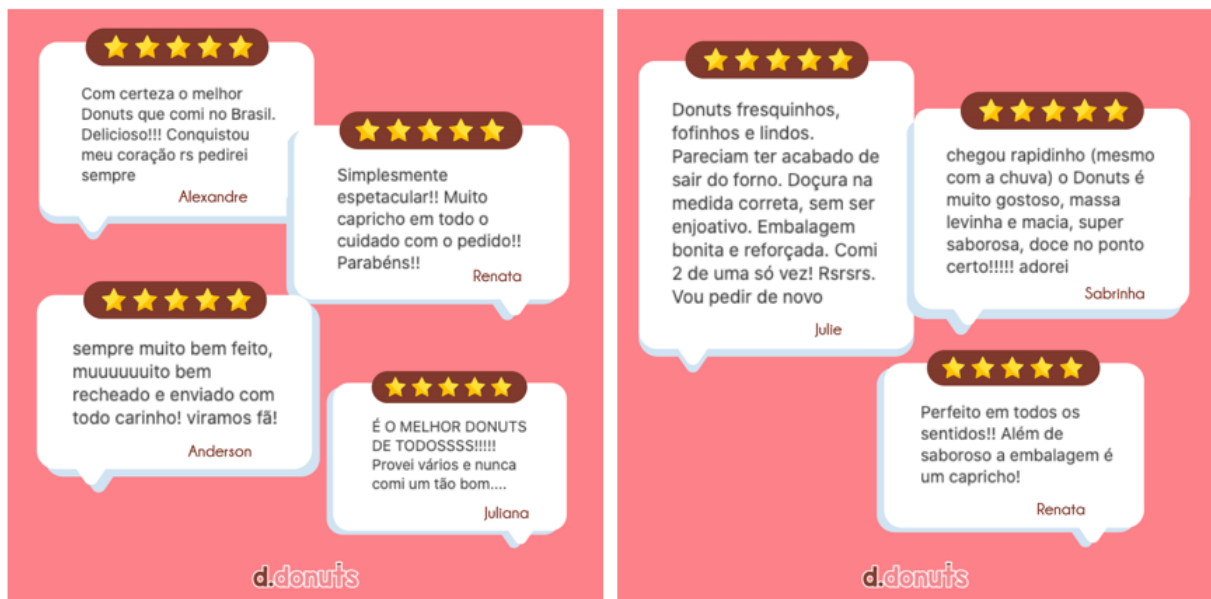 Com certeza o melhor
Donuts que comi no Brasil.
Delicioso!!! Conquistou
meu coração rs pedirei
sempre
Alexandre
Simplesmente
espetacular!! Muito
capricho em todo o
cuidado com o pedido!!
Parabéns!!
Renata
sempre muito bem feito,
muuuuuuito bem
recheado e enviado com
todo carinho! viramos fã!
Anderson
É O MELHOR DONUTS
DE TODOSSSS!!!!!
Provei vários e nunca
comi um tão bom....
Juliana
d.donuts
Donuts fresquinhos,
fofinhos e lindos.
Pareciam ter acabado de
sair do forno. Doçura na
medida correta, sem ser
enjoativo. Embalagem
bonita e reforçada. Comi
2 de uma só vez! Rsrsrs.
Vou pedir de novo
Julie
chegou rapidinho (mesmo
com a chuva) o Donuts é
muito gostoso, massa
levinha e macia, super
saborosa, doce no ponto
certo!!!!! adorei
Sabrinha
Perfeito em todos os
sentidos!! Além de
saboroso a embalagem é
um capricho!
Renata
d.donuts